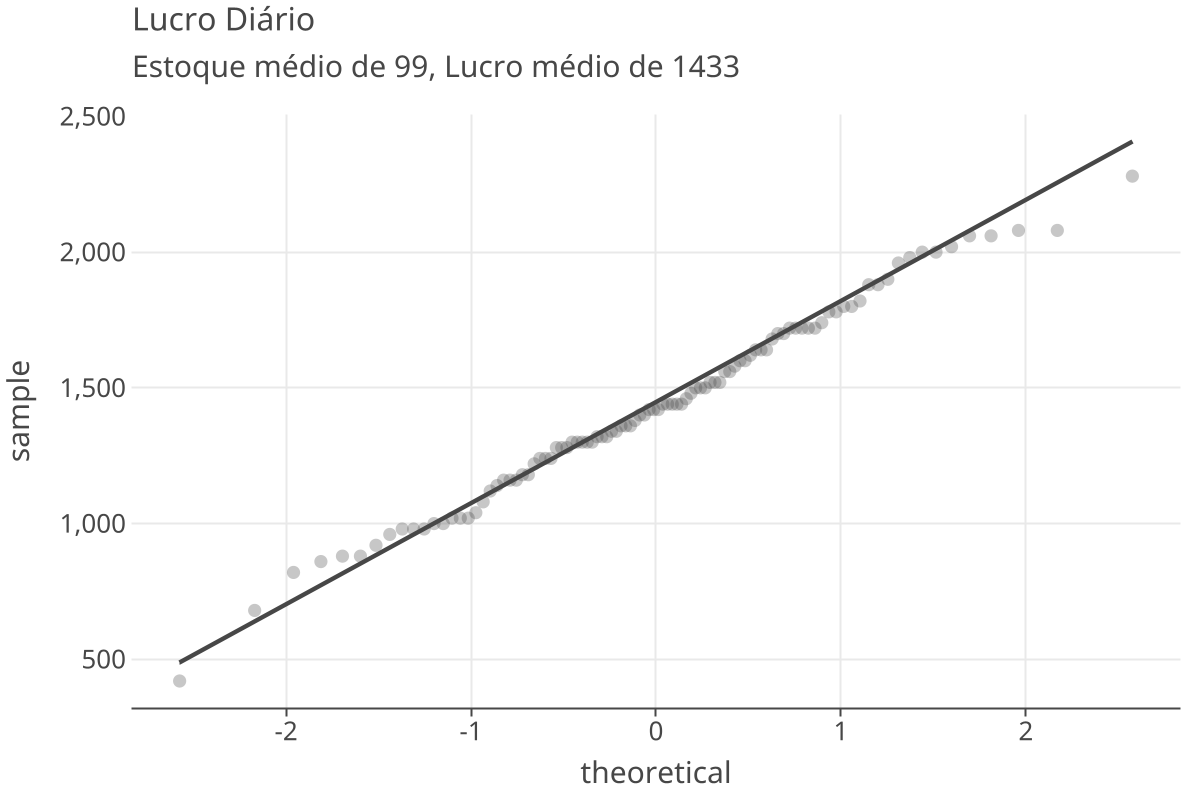 Lucro Diário
Estoque médio de 99, Lucro médio de 1433
2,500
2,000
1,500
1,000
500
sample
-2
-1
0
1
2
theoretical